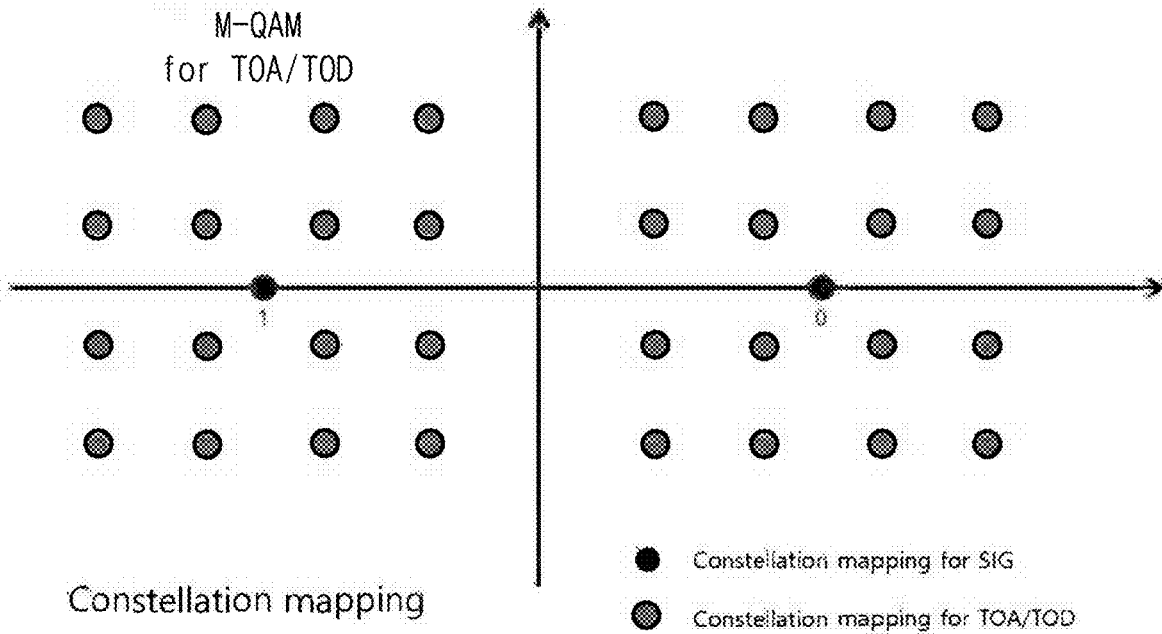 M-QAM
for TOA/TOD
1
0
Constellation mapping for SIG
Constellation mapping
Constellation mapping for TOA/TOD